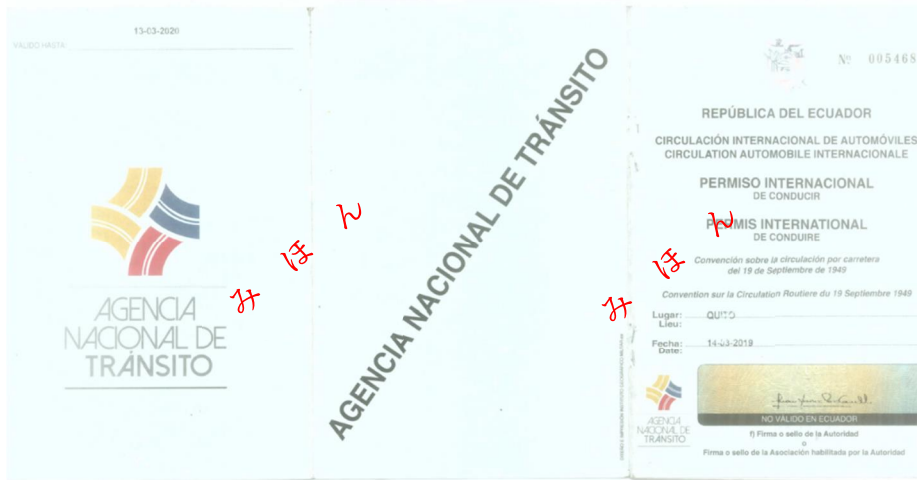 13-03-2020
VÁLIDO HASTA:
AGENCIA
NACIONAL DE
TRÁNSITO
みほん
AGENCIA NACIONAL DE TRÁNSITO
Nº 005468
REPÚBLICA DEL ECUADOR
CIRCULACIÓN INTERNACIONAL DE AUTOMÓVILES
CIRCULATION AUTOMOBILE INTERNACIONALE
PERMISO INTERNACIONAL
DE CONDUCIR
PERMIS INTERNATIONAL
DE CONDUIRE
みほん
Convención sobre la circulación por carretera
del 19 de Septiembre de 1949
Convention sur la Circulation Routiere du 19 Septiembre 1949
Lugar: QUITO
Lieu:
Fecha: 14-03-2019
Date:
AGENCIA
NACIONAL DE
TRÁNSITO
NO VÁLIDO EN ECUADOR
f) Firma o sello de la Autoridad
o
Firma o sello de la Asociación habilitada por la Autoridad